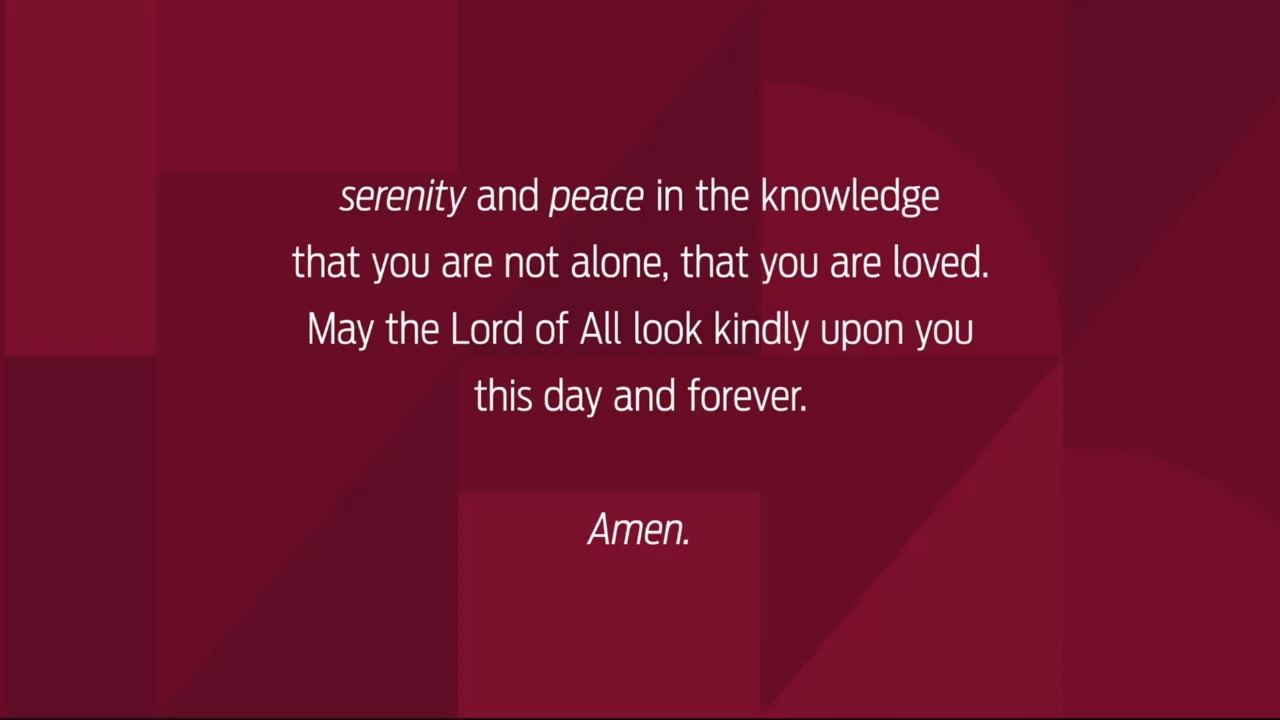 serenity and peace in the knowledge
that you are not alone, that you are loved.
May the Lord of All look kindly upon you
this day and forever.
Amen.